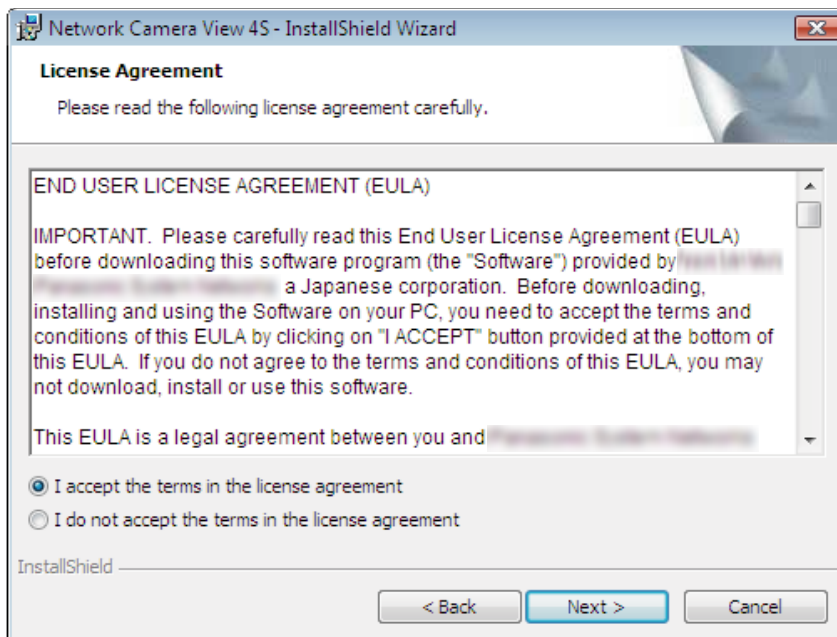 Network Camera View 4S - InstallShield Wizard
License Agreement
Please read the following license agreement carefully.
END USER LICENSE AGREEMENT (EULA)
IMPORTANT.  Please carefully read this End User License Agreement (EULA)
before downloading this software program (the "Software") provided by
a Japanese corporation.  Before downloading,
installing and using the Software on your PC, you need to accept the terms and
conditions of this EULA by clicking on "I ACCEPT" button provided at the bottom of
this EULA.  If you do not agree to the terms and conditions of this EULA, you may
not download, install or use this software.
This EULA is a legal agreement between you and
I accept the terms in the license agreement
I do not accept the terms in the license agreement
InstallShield
< Back
Next >
Cancel